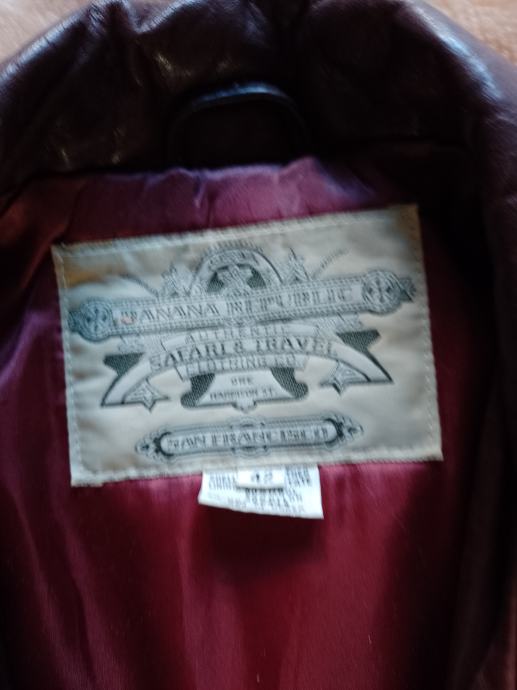 BANANA REPUBLIC
AUTHENTIC
SAFARI & TRAVEL
CLOTHING CO.
ONE
HARRISON ST.
SAN FRANCISCO
42